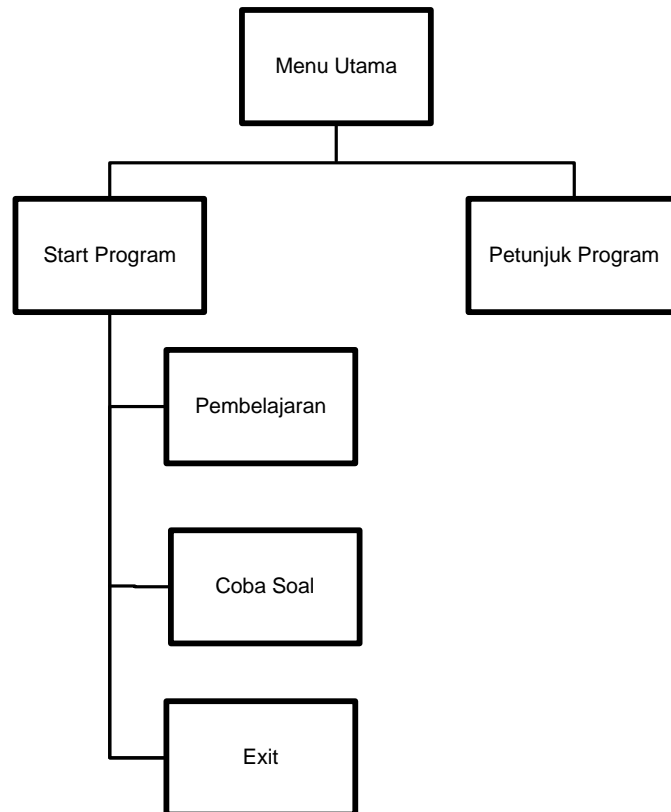 Menu Utama
Start Program
Petunjuk Program
Pembelajaran
Coba Soal
Exit